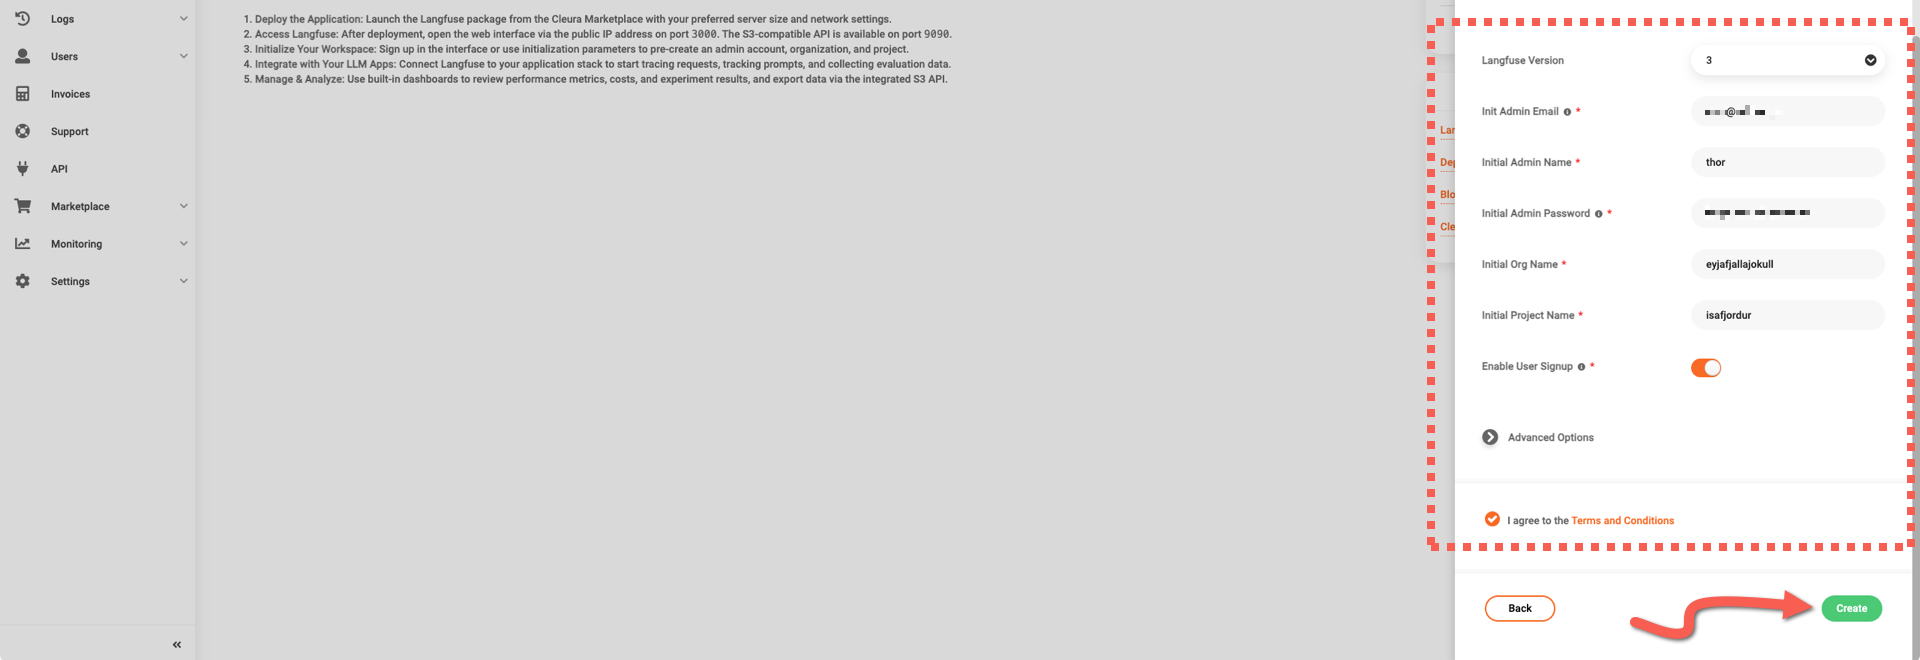 Logs
Users
Invoices
Support
API
Marketplace
Monitoring
Settings
«
1. Deploy the Application: Launch the Langfuse package from the Cleura Marketplace with your preferred server size and network settings.
2. Access Langfuse: After deployment, open the web interface via the public IP address on port 3000. The S3-compatible API is available on port 9090.
3. Initialize Your Workspace: Sign up in the interface or use initialization parameters to pre-create an admin account, organization, and project.
4. Integrate with Your LLM Apps: Connect Langfuse to your application stack to start tracing requests, tracking prompts, and collecting evaluation data.
5. Manage & Analyze: Use built-in dashboards to review performance metrics, costs, and experiment results, and export data via the integrated S3 API.
Lan
Dep
Blo
Cle
Langfuse Version 3
Init Admin Email * @
Initial Admin Name * thor
Initial Admin Password *
Initial Org Name * eyjafjallajokull
Initial Project Name * isafjordur
Enable User Signup *
Advanced Options
I agree to the Terms and Conditions
Back
Create